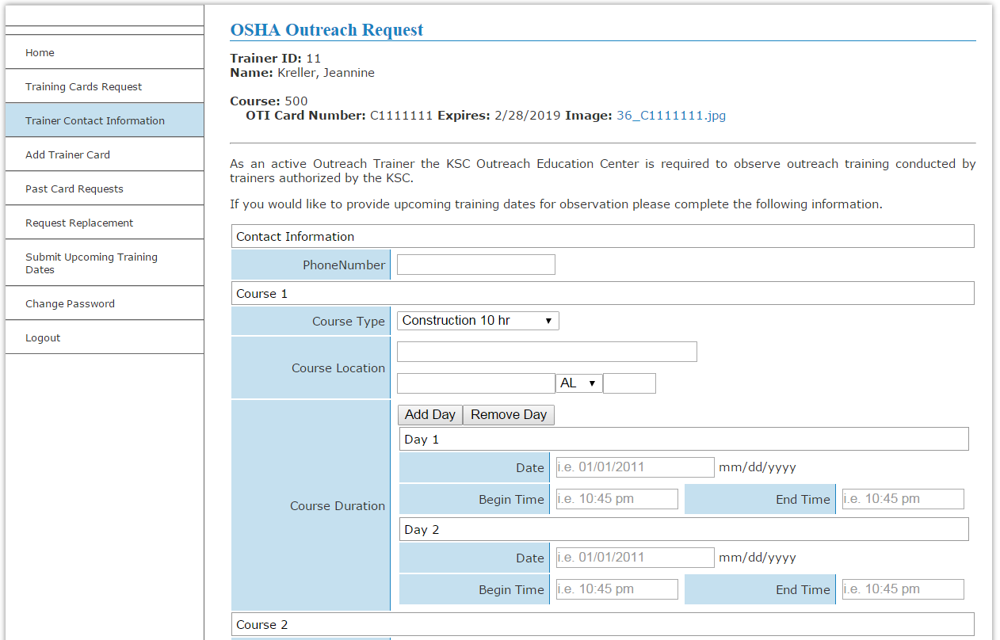 OSHA Outreach Request
Home
Training Cards Request
Trainer Contact Information
Add Trainer Card
Past Card Requests
Request Replacement
Submit Upcoming Training
Dates
Change Password
Logout
Trainer ID: 11
Name: Kreller, Jeannine
Course: 500
OTI Card Number: C1111111 Expires: 2/28/2019 Image: 36_C1111111.jpg
As an active Outreach Trainer the KSC Outreach Education Center is required to observe outreach training conducted by
trainers authorized by the KSC.
If you would like to provide upcoming training dates for observation please complete the following information.
Contact Information
PhoneNumber
Course 1
Course Type Construction 10 hr
Course Location
AL
Add Day Remove Day
Course Duration
Day 1
Date i.e. 01/01/2011 mm/dd/yyyy
Begin Time i.e. 10:45 pm End Time i.e. 10:45 pm
Day 2
Date i.e. 01/01/2011 mm/dd/yyyy
Begin Time i.e. 10:45 pm End Time i.e. 10:45 pm
Course 2